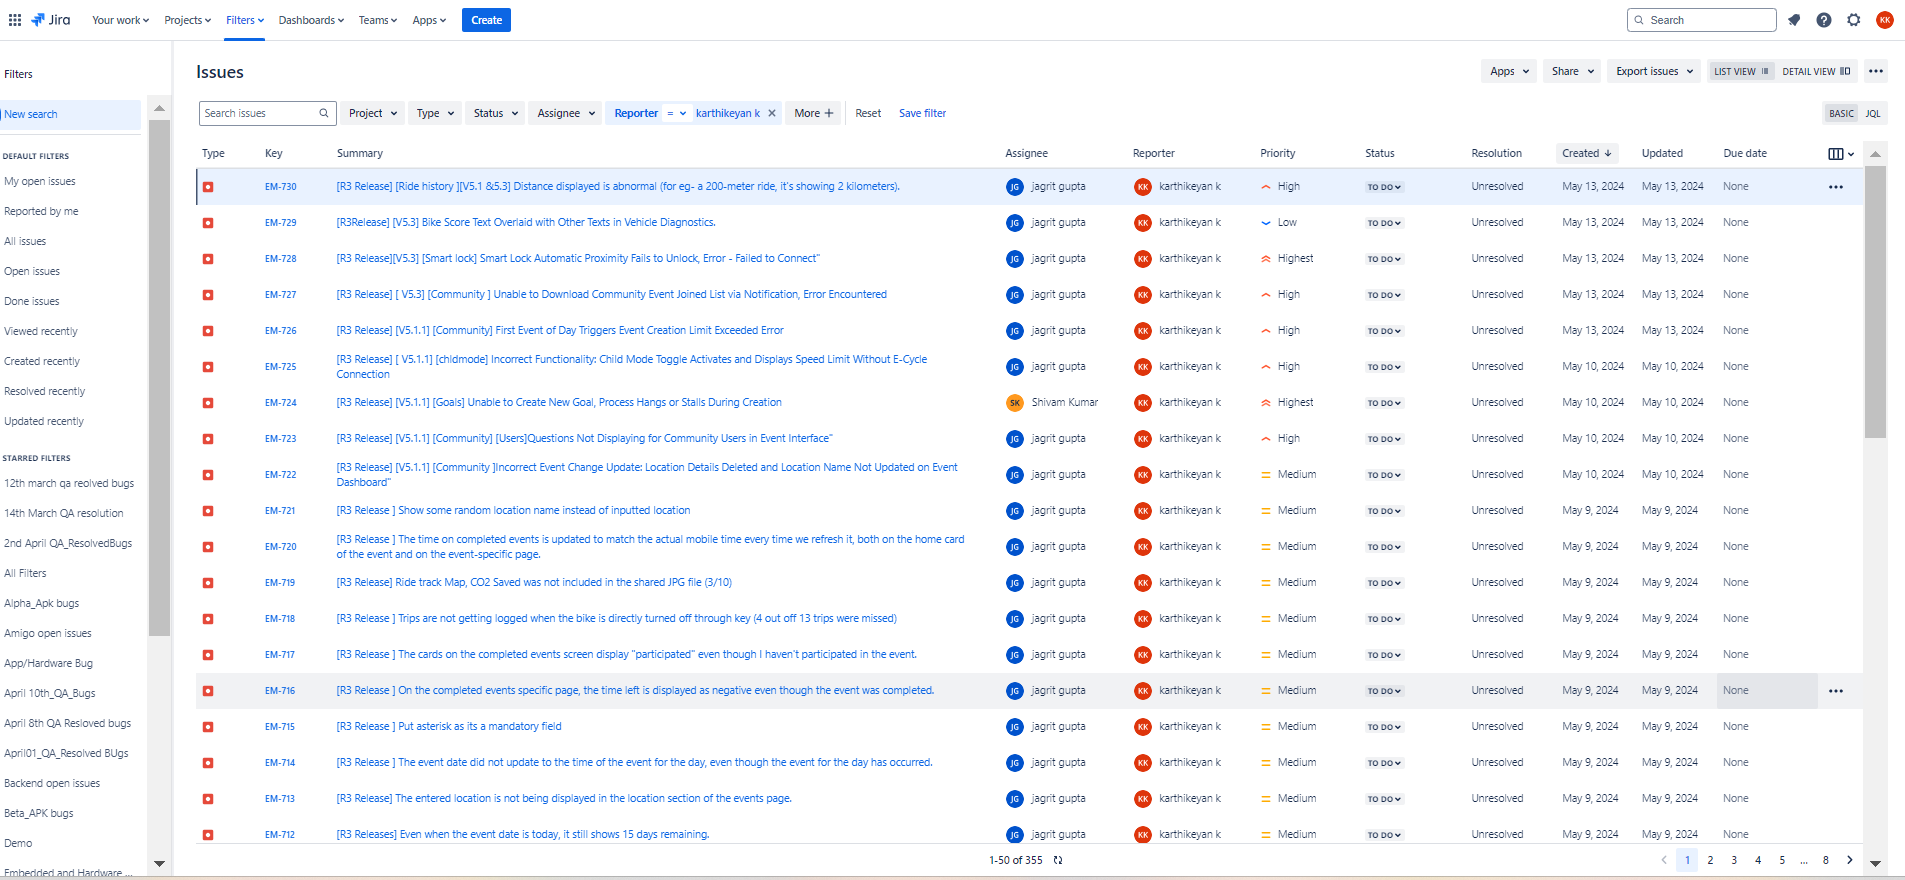 Jira Your work Projects Filters Dashboards Teams Apps Create Search KK
Filters
New search
DEFAULT FILTERS
My open issues
Reported by me
All issues
Open issues
Done issues
Viewed recently
Created recently
Resolved recently
Updated recently
STARRED FILTERS
12th march qa reolved bugs
14th March QA resolution
2nd April QA_ResolvedBugs
All Filters
Alpha_Apk bugs
Amigo open issues
App/Hardware Bug
April 10th_QA_Bugs
April 8th QA Resloved bugs
April01_QA_Resolved BUgs
Backend open issues
Beta_APK bugs
Demo
Embedded and Hardware ...
Issues Apps Share Export issues LIST VIEW DETAIL VIEW
Search issues Project Type Status Assignee Reporter = karthikeyan k More + Reset Save filter BASIC JQL
Type Key Summary Assignee Reporter Priority Status Resolution Created Updated Due date
EM-730 [R3 Release] [Ride history ][V5.1 &5.3] Distance displayed is abnormal (for eg- a 200-meter ride, it's showing 2 kilometers). JG jagrit gupta KK karthikeyan k High TO DO Unresolved May 13, 2024 May 13, 2024 None
EM-729 [R3Release] [V5.3] Bike Score Text Overlaid with Other Texts in Vehicle Diagnostics. JG jagrit gupta KK karthikeyan k Low TO DO Unresolved May 13, 2024 May 13, 2024 None
EM-728 [R3 Release][V5.3] [Smart lock] Smart Lock Automatic Proximity Fails to Unlock, Error - Failed to Connect" JG jagrit gupta KK karthikeyan k Highest TO DO Unresolved May 13, 2024 May 13, 2024 None
EM-727 [R3 Release] [ V5.3] [Community ] Unable to Download Community Event Joined List via Notification, Error Encountered JG jagrit gupta KK karthikeyan k High TO DO Unresolved May 13, 2024 May 13, 2024 None
EM-726 [R3 Release] [V5.1.1] [Community] First Event of Day Triggers Event Creation Limit Exceeded Error JG jagrit gupta KK karthikeyan k High TO DO Unresolved May 13, 2024 May 13, 2024 None
EM-725 [R3 Release] [ V5.1.1] [chldmode] Incorrect Functionality: Child Mode Toggle Activates and Displays Speed Limit Without E-Cycle
Connection JG jagrit gupta KK karthikeyan k High TO DO Unresolved May 10, 2024 May 10, 2024 None
EM-724 [R3 Release] [V5.1.1] [Goals] Unable to Create New Goal, Process Hangs or Stalls During Creation SK Shivam Kumar KK karthikeyan k Highest TO DO Unresolved May 10, 2024 May 10, 2024 None
EM-723 [R3 Release] [V5.1.1] [Community] [Users]Questions Not Displaying for Community Users in Event Interface" JG jagrit gupta KK karthikeyan k High TO DO Unresolved May 10, 2024 May 10, 2024 None
EM-722 [R3 Release] [V5.1.1] [Community ]Incorrect Event Change Update: Location Details Deleted and Location Name Not Updated on Event
Dashboard" JG jagrit gupta KK karthikeyan k Medium TO DO Unresolved May 10, 2024 May 10, 2024 None
EM-721 [R3 Release ] Show some random location name instead of inputted location JG jagrit gupta KK karthikeyan k Medium TO DO Unresolved May 9, 2024 May 9, 2024 None
EM-720 [R3 Release ] The time on completed events is updated to match the actual mobile time every time we refresh it, both on the home card
of the event and on the event-specific page. JG jagrit gupta KK karthikeyan k Medium TO DO Unresolved May 9, 2024 May 9, 2024 None
EM-719 [R3 Release] Ride track Map, CO2 Saved was not included in the shared JPG file (3/10) JG jagrit gupta KK karthikeyan k Medium TO DO Unresolved May 9, 2024 May 9, 2024 None
EM-718 [R3 Release ] Trips are not getting logged when the bike is directly turned off through key (4 out off 13 trips were missed) JG jagrit gupta KK karthikeyan k Medium TO DO Unresolved May 9, 2024 May 9, 2024 None
EM-717 [R3 Release ] The cards on the completed events screen display "participated" even though I haven't participated in the event. JG jagrit gupta KK karthikeyan k Medium TO DO Unresolved May 9, 2024 May 9, 2024 None
EM-716 [R3 Release ] On the completed events specific page, the time left is displayed as negative even though the event was completed. JG jagrit gupta KK karthikeyan k Medium TO DO Unresolved May 9, 2024 May 9, 2024 None
EM-715 [R3 Release ] Put asterisk as its a mandatory field JG jagrit gupta KK karthikeyan k Medium TO DO Unresolved May 9, 2024 May 9, 2024 None
EM-714 [R3 Release ] The event date did not update to the time of the event for the day, even though the event for the day has occurred. JG jagrit gupta KK karthikeyan k Medium TO DO Unresolved May 9, 2024 May 9, 2024 None
EM-713 [R3 Release] The entered location is not being displayed in the location section of the events page. JG jagrit gupta KK karthikeyan k Medium TO DO Unresolved May 9, 2024 May 9, 2024 None
EM-712 [R3 Releases] Even when the event date is today, it still shows 15 days remaining. JG jagrit gupta KK karthikeyan k Medium TO DO Unresolved May 9, 2024 May 9, 2024 None
1-50 of 355 1 2 3 4 5 ... 8